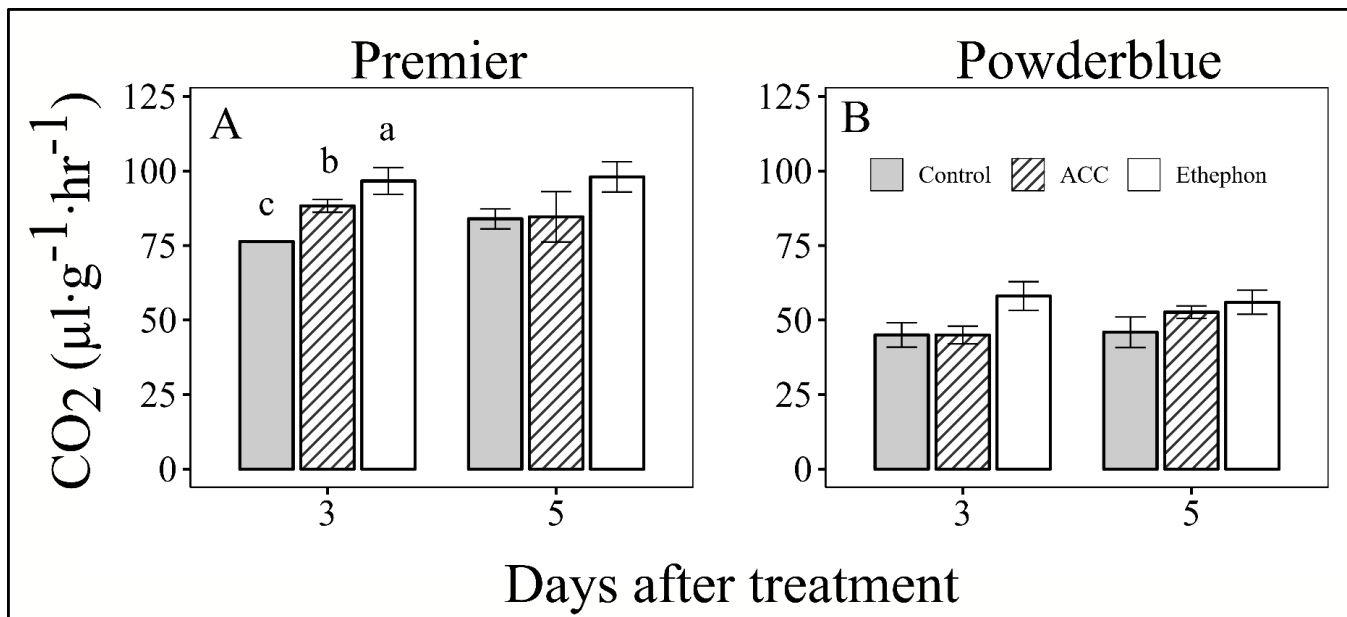 Premier
Powderblue
CO2 (μl·g-1·hr-1)
125
100
75
50
25
0
A
c
b
a
3
5
125
100
75
50
25
0
B
Control
ACC
Ethephon
3
5
Days after treatment